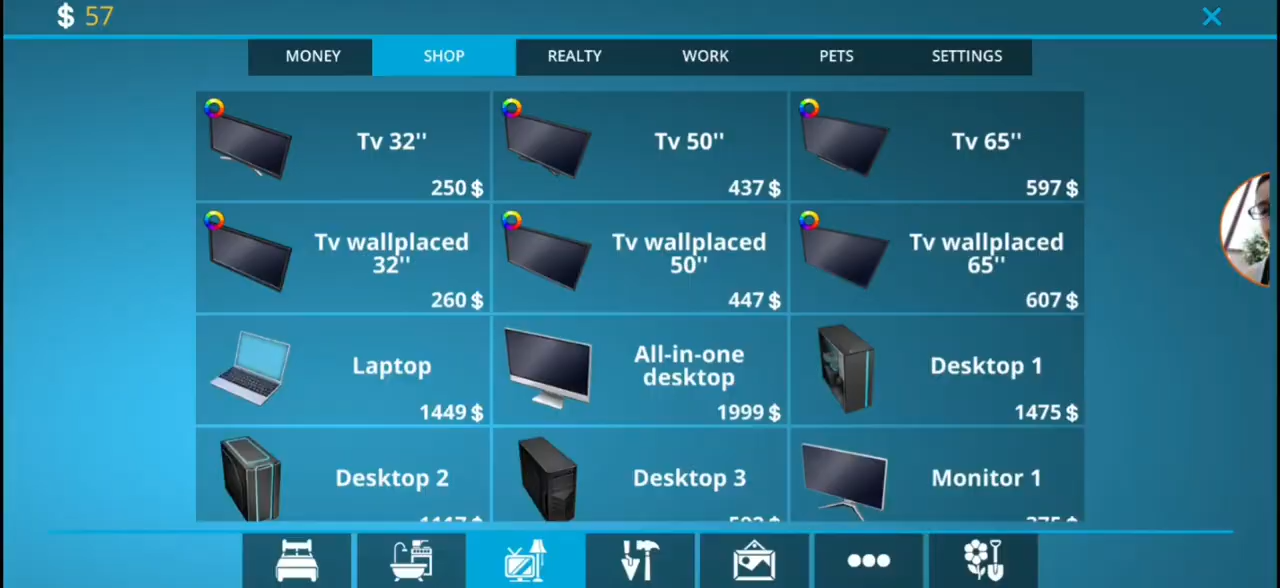 $ 57
MONEY SHOP REALTY WORK PETS SETTINGS
Tv 32''
250 $
Tv 50''
437 $
Tv 65''
597 $
Tv wallplaced
32''
260 $
Tv wallplaced
50''
447 $
Tv wallplaced
65''
607 $
Laptop
1449 $
All-in-one
desktop
1999 $
Desktop 1
1475 $
Desktop 2
Desktop 3
Monitor 1